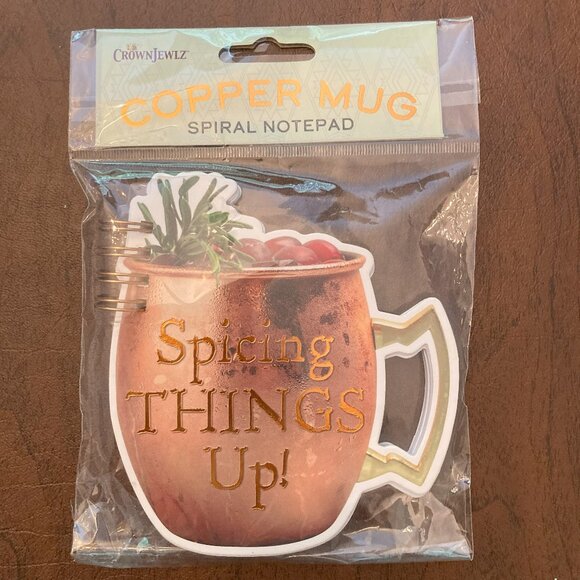 CROWNJEWLZ
COPPER MUG
SPIRAL NOTEPAD
Spicing
THINGS
Up!